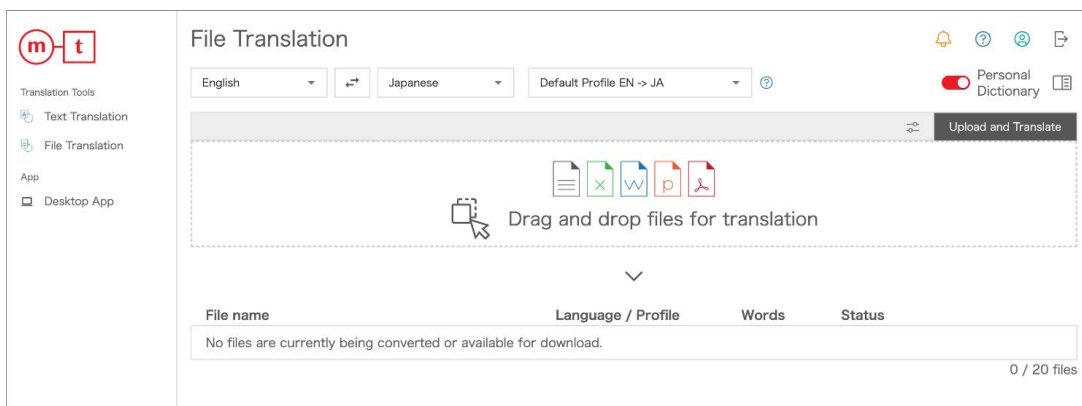 m t
File Translation
English
Japanese
Default Profile EN -> JA
Personal
Dictionary
Translation Tools
Text Translation
File Translation
App
Desktop App
Upload and Translate
X W p
Drag and drop files for translation
File name Language / Profile Words Status
No files are currently being converted or available for download.
0 / 20 files